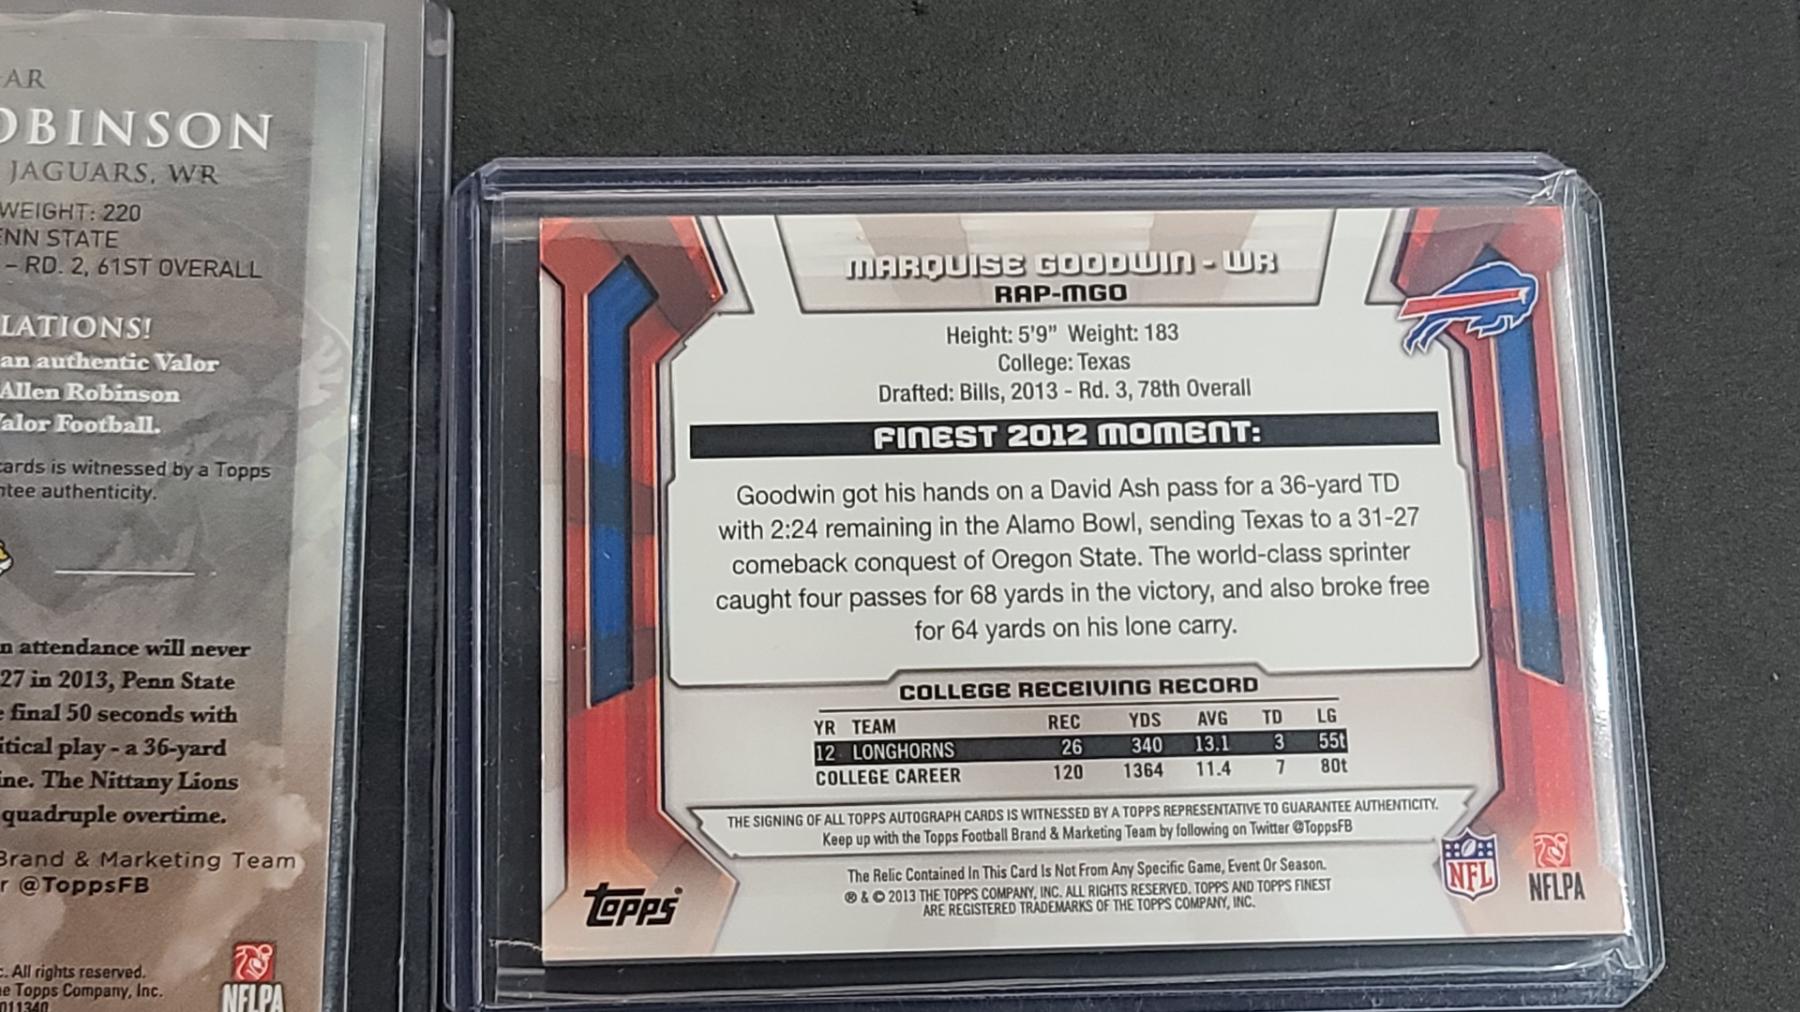 JAGUARS, WR
WEIGHT: 220
STATE
– RD. 2, 61ST OVERALL
an authentic Valor
Allen Robinson
Football.
cards is witnessed by a Topps
authenticity.
attendance will never
27 in 2013, Penn State
final 50 seconds with
play - a 36-yard
The Nittany Lions
quadruple overtime.
Brand & Marketing Team
@ToppsFB
All rights reserved.
Topps Company, Inc.
NFLPA
MARQUISE GOODWIN - WR
RAP-MGO
Height: 5'9" Weight: 183
College: Texas
Drafted: Bills, 2013 - Rd. 3, 78th Overall
FINEST 2012 MOMENT:
Goodwin got his hands on a David Ash pass for a 36-yard TD
with 2:24 remaining in the Alamo Bowl, sending Texas to a 31-27
comeback conquest of Oregon State. The world-class sprinter
caught four passes for 68 yards in the victory, and also broke free
for 64 yards on his lone carry.
COLLEGE RECEIVING RECORD
YR TEAM REC YDS AVG TD LG
12 LONGHORNS 26 340 13.1 3 55t
COLLEGE CAREER 120 1364 11.4 7 80t
THE SIGNING OF ALL TOPPS AUTOGRAPH CARDS IS WITNESSED BY A TOPPS REPRESENTATIVE TO GUARANTEE AUTHENTICITY.
Keep up with the Topps Football Brand & Marketing Team by following on Twitter @ToppsFB
The Relic Contained In This Card Is Not From Any Specific Game, Event Or Season.
® & © 2013 THE TOPPS COMPANY, INC. ALL RIGHTS RESERVED. TOPPS AND TOPPS FINEST
ARE REGISTERED TRADEMARKS OF THE TOPPS COMPANY, INC.
Topps
NFL
NFLPA